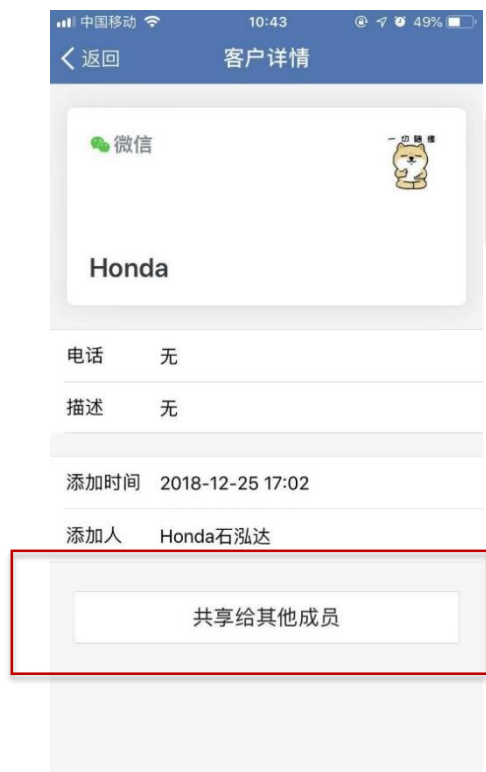 中国移动 10:43 49%
返回 客户详情
微信
一切随缘
Honda
电话 无
描述 无
添加时间 2018-12-25 17:02
添加人 Honda石泓达
共享给其他成员